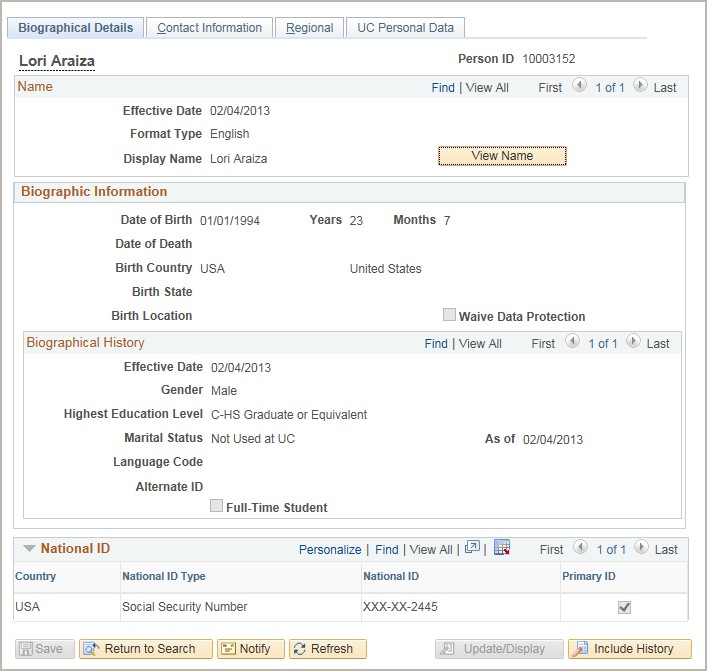 Biographical Details Contact Information Regional UC Personal Data
Lori Araiza Person ID 10003152
Name Find | View All First 1 of 1 Last
Effective Date 02/04/2013
Format Type English
Display Name Lori Araiza View Name
Biographic Information
Date of Birth 01/01/1994 Years 23 Months 7
Date of Death
Birth Country USA United States
Birth State
Birth Location Waive Data Protection
Biographical History Find | View All First 1 of 1 Last
Effective Date 02/04/2013
Gender Male
Highest Education Level C-HS Graduate or Equivalent
Marital Status Not Used at UC As of 02/04/2013
Language Code
Alternate ID
Full-Time Student
National ID Personalize | Find | View All | | First 1 of 1 Last
Country National ID Type National ID Primary ID
USA Social Security Number XXX-XX-2445
Save Return to Search Notify Refresh Update/Display Include History